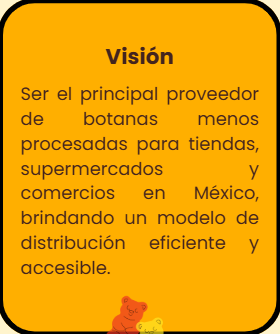 Visión
Ser el principal proveedor
de botanas menos
procesadas para tiendas,
supermercados y
comercios en México,
brindando un modelo de
distribución eficiente y
accesible.